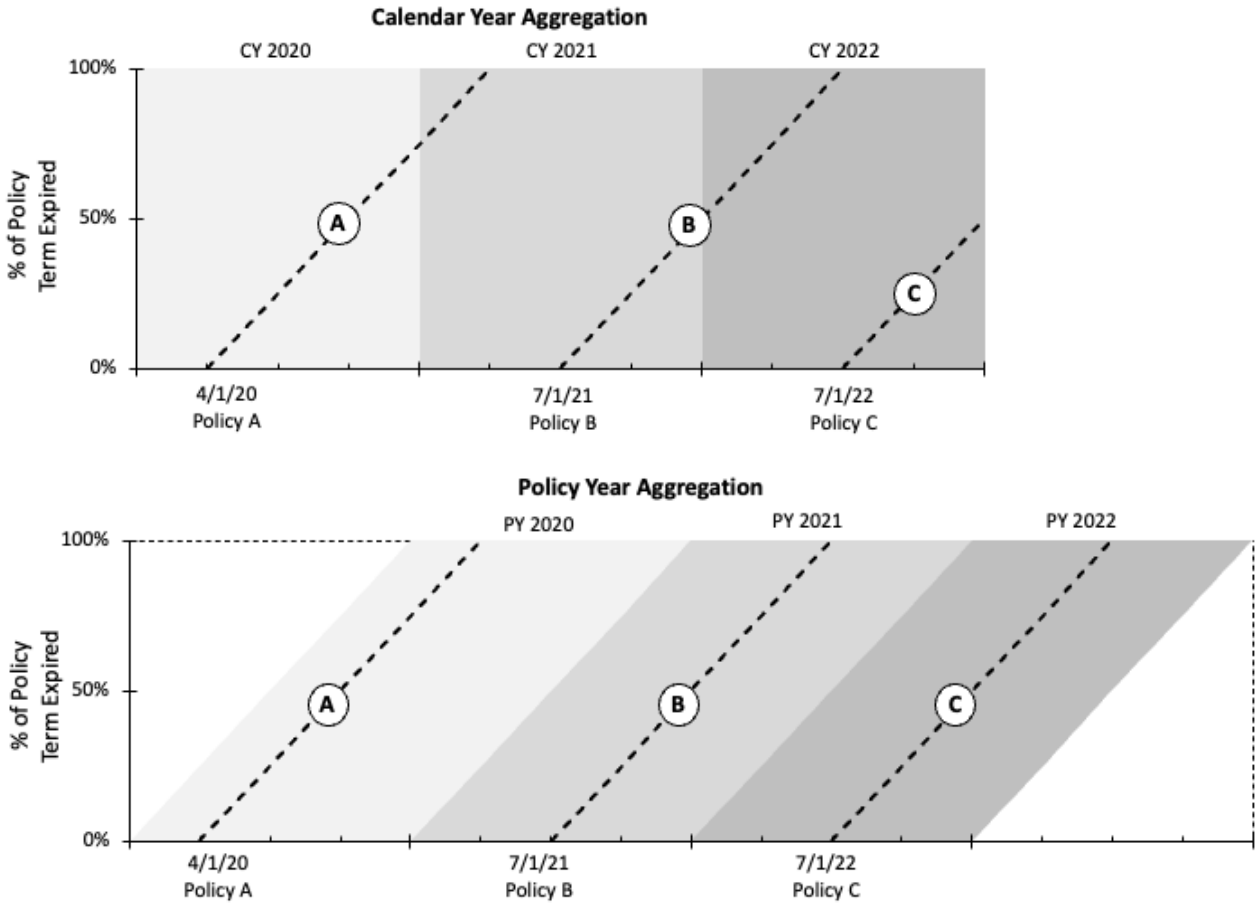 Calendar Year Aggregation
CY 2020 CY 2021 CY 2022
100%
% of Policy
Term Expired
50%
A B C
0%
4/1/20 7/1/21 7/1/22
Policy A Policy B Policy C
Policy Year Aggregation
PY 2020 PY 2021 PY 2022
100%
% of Policy
Term Expired
50%
A B C
0%
4/1/20 7/1/21 7/1/22
Policy A Policy B Policy C